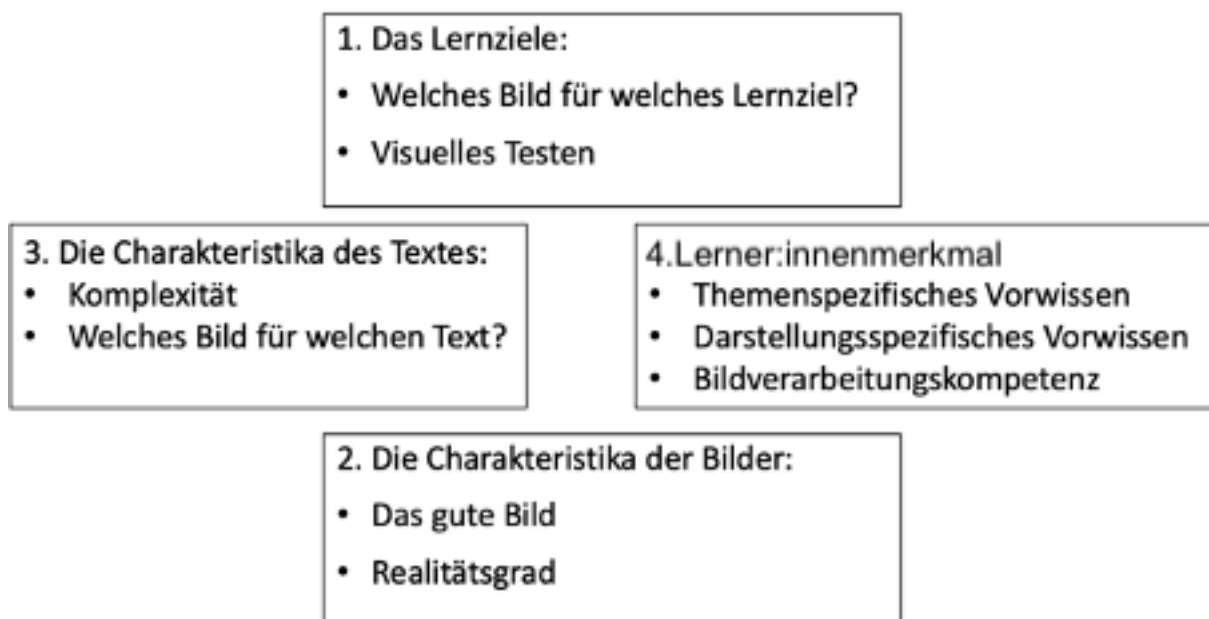 1. Das Lernziele:
• Welches Bild für welches Lernziel?
• Visuelles Testen
3. Die Charakteristika des Textes:
• Komplexität
• Welches Bild für welchen Text?
4.Lerner:innenmerkmal
• Themenspezifisches Vorwissen
• Darstellungsspezifisches Vorwissen
• Bildverarbeitungskompetenz
2. Die Charakteristika der Bilder:
• Das gute Bild
• Realitätsgrad